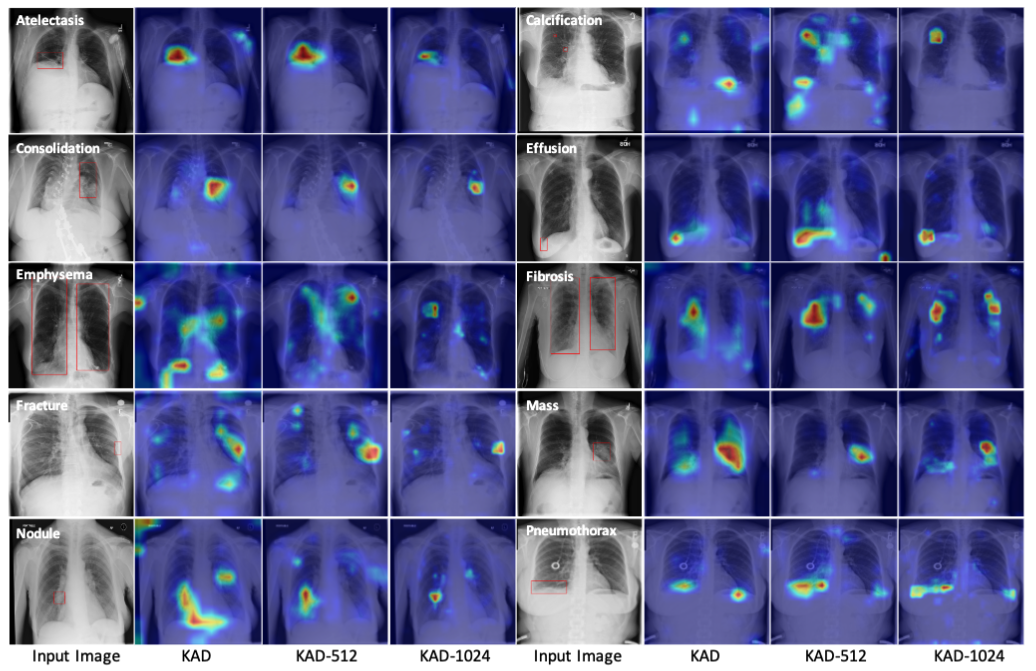 Atelectasis
Calcification
Consolidation
Effusion
Emphysema
Fibrosis
Fracture
Mass
Nodule
Pneumothorax
Input Image KAD KAD-512 KAD-1024 Input Image KAD KAD-512 KAD-1024